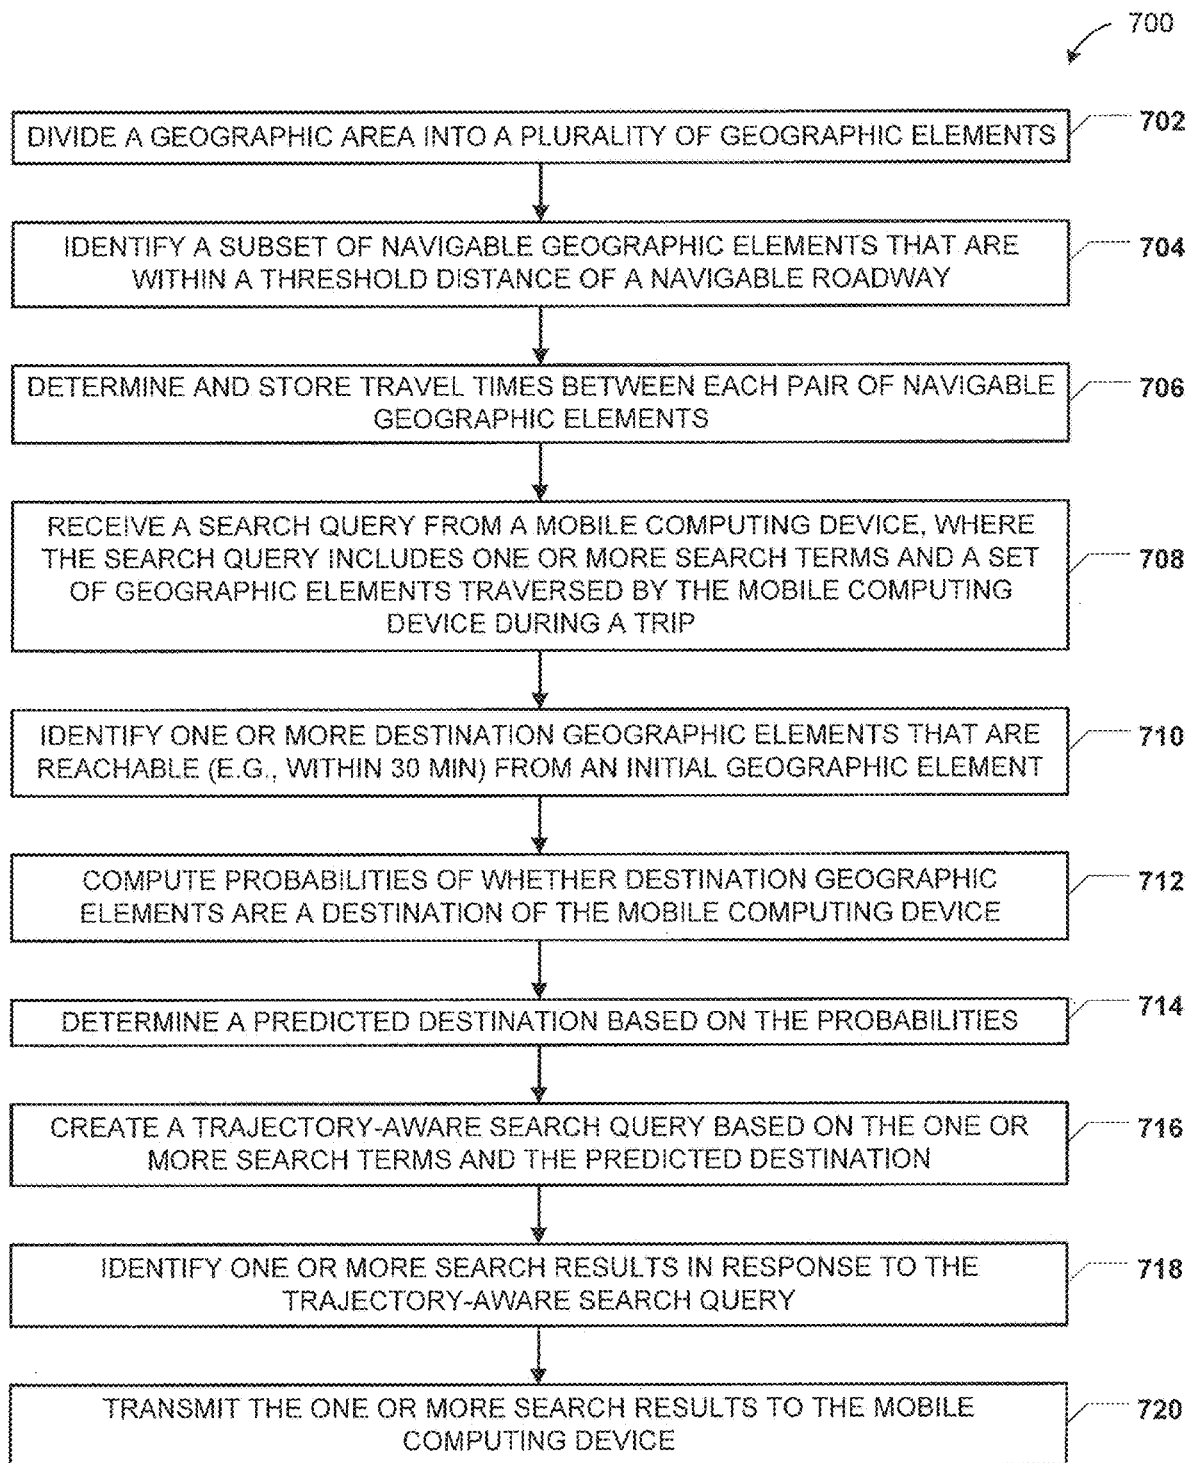 700
DIVIDE A GEOGRAPHIC AREA INTO A PLURALITY OF GEOGRAPHIC ELEMENTS
702
IDENTIFY A SUBSET OF NAVIGABLE GEOGRAPHIC ELEMENTS THAT ARE
WITHIN A THRESHOLD DISTANCE OF A NAVIGABLE ROADWAY
704
DETERMINE AND STORE TRAVEL TIMES BETWEEN EACH PAIR OF NAVIGABLE
GEOGRAPHIC ELEMENTS
706
RECEIVE A SEARCH QUERY FROM A MOBILE COMPUTING DEVICE, WHERE
THE SEARCH QUERY INCLUDES ONE OR MORE SEARCH TERMS AND A SET
OF GEOGRAPHIC ELEMENTS TRAVERSED BY THE MOBILE COMPUTING
DEVICE DURING A TRIP
708
IDENTIFY ONE OR MORE DESTINATION GEOGRAPHIC ELEMENTS THAT ARE
REACHABLE (E.G., WITHIN 30 MIN) FROM AN INITIAL GEOGRAPHIC ELEMENT
710
COMPUTE PROBABILITIES OF WHETHER DESTINATION GEOGRAPHIC
ELEMENTS ARE A DESTINATION OF THE MOBILE COMPUTING DEVICE
712
DETERMINE A PREDICTED DESTINATION BASED ON THE PROBABILITIES
714
CREATE A TRAJECTORY-AWARE SEARCH QUERY BASED ON THE ONE OR
MORE SEARCH TERMS AND THE PREDICTED DESTINATION
716
IDENTIFY ONE OR MORE SEARCH RESULTS IN RESPONSE TO THE
TRAJECTORY-AWARE SEARCH QUERY
718
TRANSMIT THE ONE OR MORE SEARCH RESULTS TO THE MOBILE
COMPUTING DEVICE
720